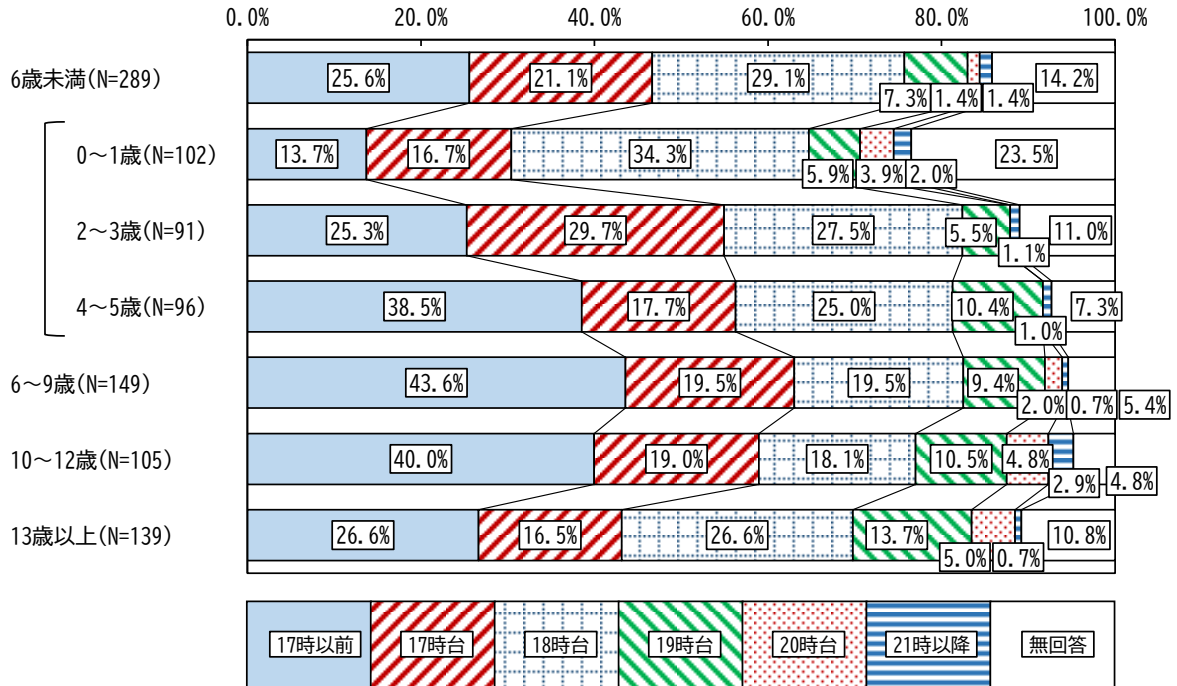 0.0% 20.0% 40.0% 60.0% 80.0% 100.0%
6歳未満(N=289) 25.6% 21.1% 29.1% 7.3% 1.4% 1.4% 14.2%
0～1歳(N=102) 13.7% 16.7% 34.3% 5.9% 3.9% 2.0% 23.5%
2～3歳(N=91) 25.3% 29.7% 27.5% 5.5% 1.1% 11.0%
4～5歳(N=96) 38.5% 17.7% 25.0% 10.4% 1.0% 7.3%
6～9歳(N=149) 43.6% 19.5% 19.5% 9.4% 2.0% 0.7% 5.4%
10～12歳(N=105) 40.0% 19.0% 18.1% 10.5% 4.8% 2.9% 4.8%
13歳以上(N=139) 26.6% 16.5% 26.6% 13.7% 5.0% 0.7% 10.8%
17時以前 17時台 18時台 19時台 20時台 21時以降 無回答